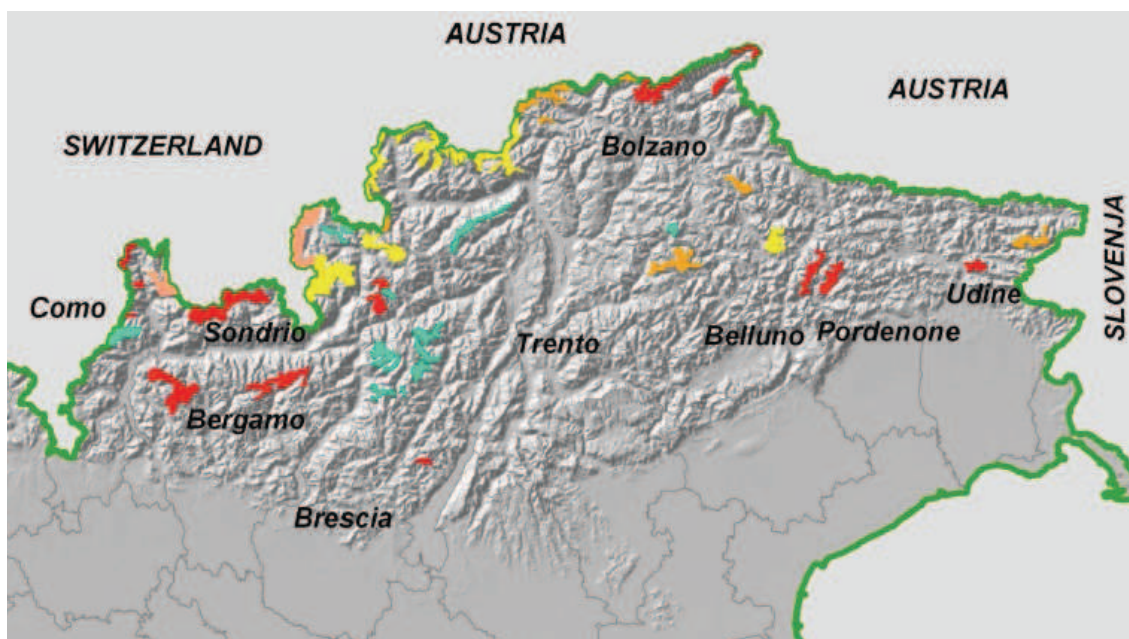 AUSTRIA
AUSTRIA
SWITZERLAND
Bolzano
SLOVENJA
Como
Sondrio
Udine
Trento
Belluno
Pordenone
Bergamo
Brescia